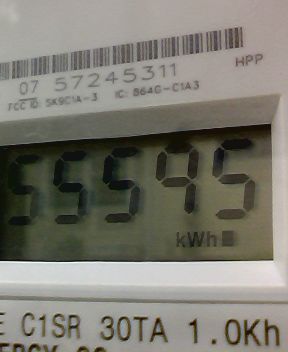 07 57245311
HPP
FCC ID: SK9C1A-3 IC: 864G-C1A3
55595
kWh
E C1SR 30TA 1.0Kh